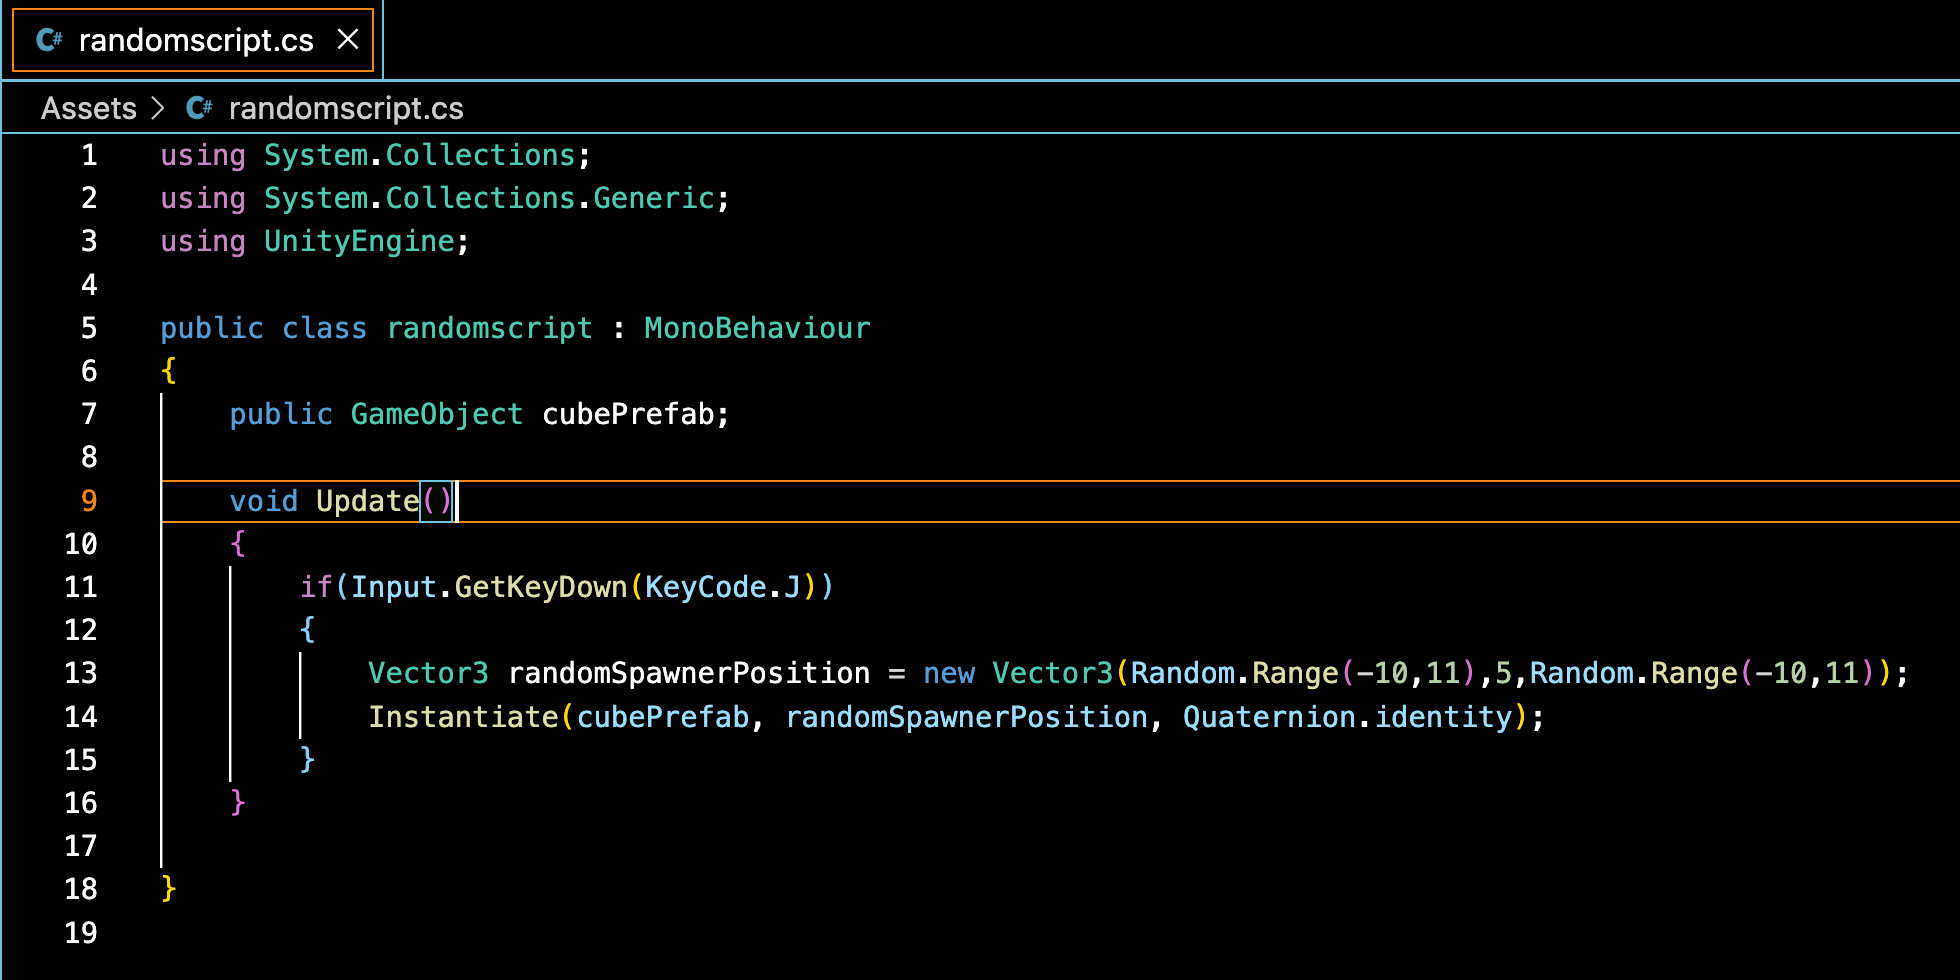 C# randomscript.cs ×
Assets > C# randomscript.cs
1 using System.Collections;
2 using System.Collections.Generic;
3 using UnityEngine;
4
5 public class randomscript : MonoBehaviour
6 {
7     public GameObject cubePrefab;
8
9     void Update()
10     {
11         if(Input.GetKeyDown(KeyCode.J))
12         {
13             Vector3 randomSpawnerPosition = new Vector3(Random.Range(-10,11),5,Random.Range(-10,11));
14             Instantiate(cubePrefab, randomSpawnerPosition, Quaternion.identity);
15         }
16     }
17
18 }
19